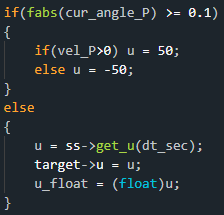 if(fabs(cur_angle_P) >= 0.1)
{
if(vel_P>0) u = 50;
else u = -50;
}
else
{
u = ss->get_u(dt_sec);
target->u = u;
u_float = (float)u;
}